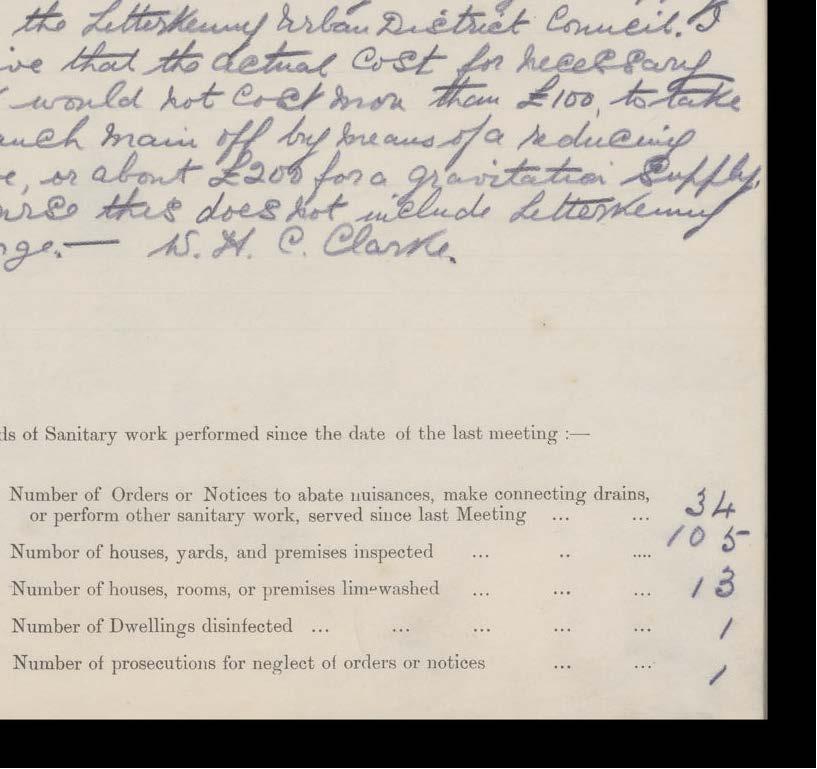 the Letterkenny Urban District Council. I
ive that the actual cost for necessary
would not cost more than £100, to take
anch main off by means of a reducing
e, or about £200 for a gravitation supply.
urse this does not include Letterkenny
rge.— W. H. C. Clarke.
ds of Sanitary work performed since the date of the last meeting :—
Number of Orders or Notices to abate nuisances, make connecting drains,
or perform other sanitary work, served since last Meeting ... ... 34
Numbor of houses, yards, and premises inspected ... .. .... 105
Number of houses, rooms, or premises limewashed ... ... ... 13
Number of Dwellings disinfected ... ... ... ... ... 1
Number of prosecutions for neglect of orders or notices ... ... 1